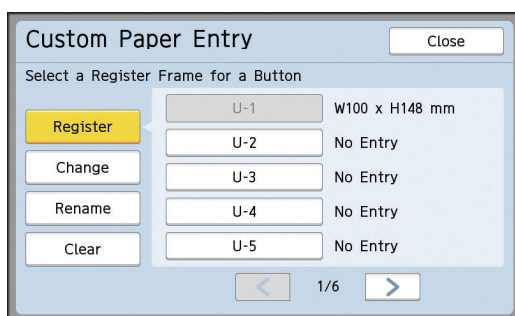 Custom Paper Entry
Close
Select a Register Frame for a Button
Register
Change
Rename
Clear
U-1 W100 x H148 mm
U-2 No Entry
U-3 No Entry
U-4 No Entry
U-5 No Entry
< 1/6 >